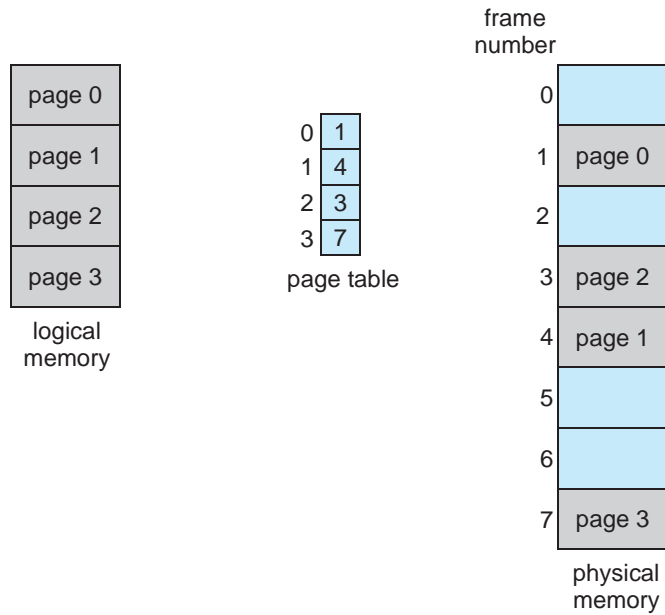 page 0
page 1
page 2
page 3
logical
memory
0 1
1 4
2 3
3 7
page table
frame
number
0
1 page 0
2
3 page 2
4 page 1
5
6
7 page 3
physical
memory